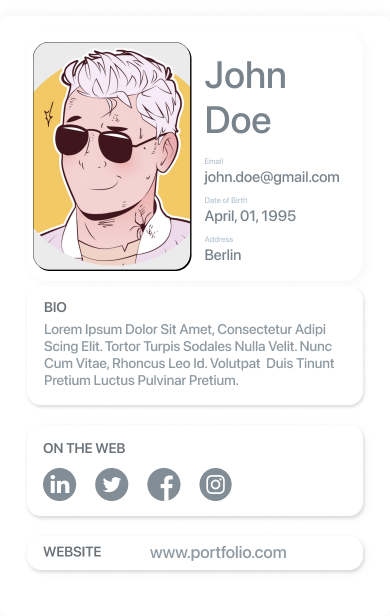 John
Doe
Email
john.doe@gmail.com
Date of Birth
April, 01, 1995
Address
Berlin
BIO
Lorem Ipsum Dolor Sit Amet, Consectetur Adipi
Scing Elit. Tortor Turpis Sodales Nulla Velit. Nunc
Cum Vitae, Rhoncus Leo Id. Volutpat  Duis Tinunt
Pretium Luctus Pulvinar Pretium.
ON THE WEB
WEBSITE www.portfolio.com